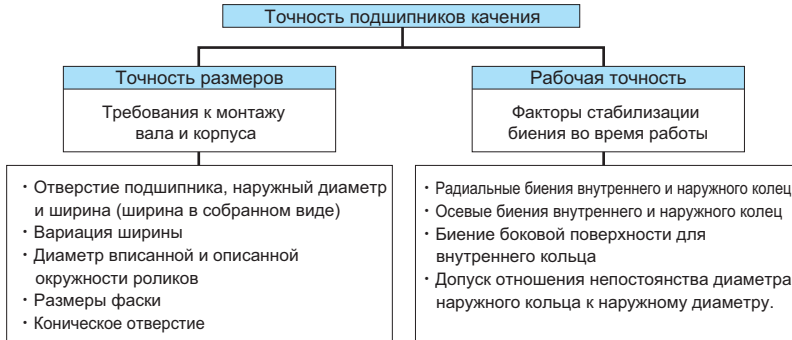 Точность подшипников качения
Точность размеров
Требования к монтажу
вала и корпуса
・Отверстие подшипника, наружный диаметр
и ширина (ширина в собранном виде)
・Вариация ширины
・Диаметр вписанной и описанной
окружности роликов
・Размеры фаски
・Коническое отверстие
Рабочая точность
Факторы стабилизации
биения во время работы
・Радиальные биения внутреннего и наружного колец
・Осевые биения внутреннего и наружного колец
・Биение боковой поверхности для
внутреннего кольца
・Допуск отношения непостоянства диаметра
наружного кольца к наружному диаметру.